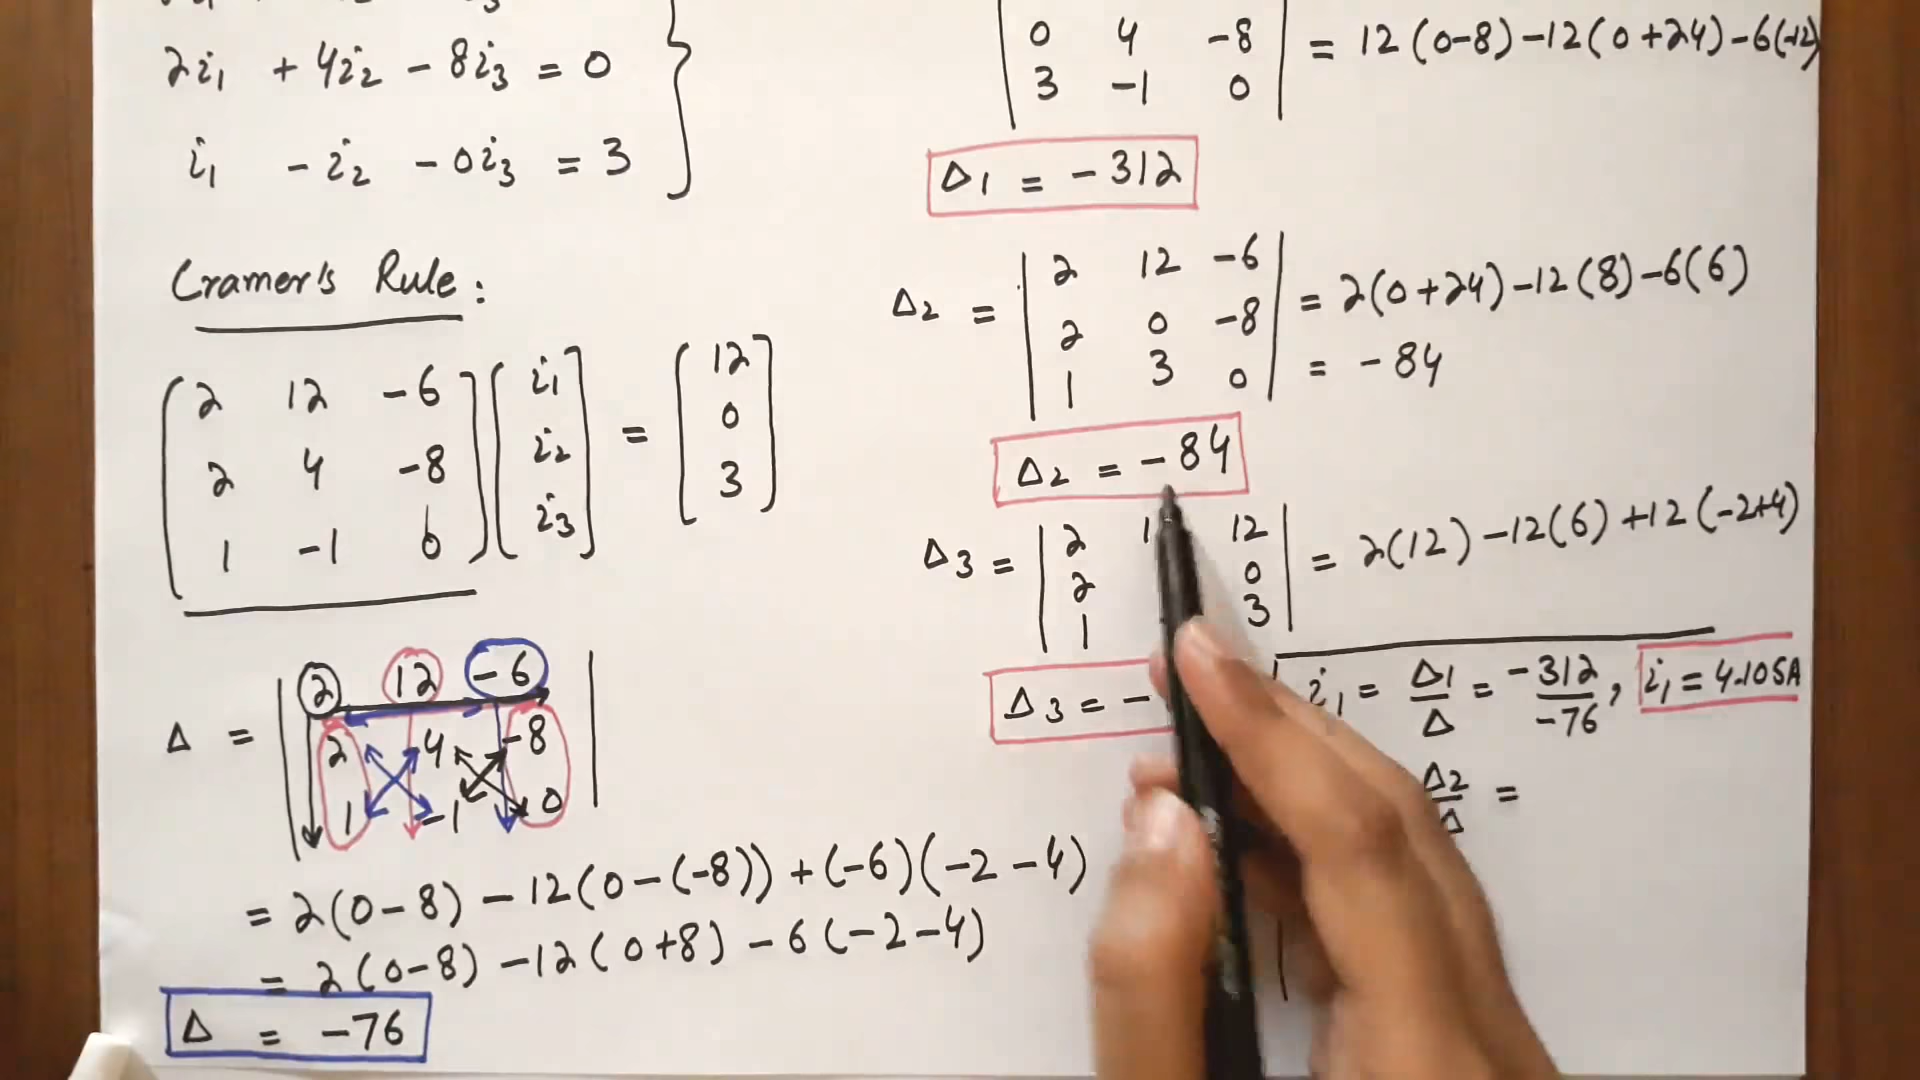 2i₁ + 4i₂ - 8i₃ = 0
i₁ - i₂ - 0i₃ = 3
Cramer's Rule :
2 12 -6 i₁ = 12
2 4 -8 i₂ 0
1 -1 0 i₃ 3
Δ = 2 12 -6
2 4 -8
1 -1 0
= 2(0-8) - 12(0-(-8)) + (-6)(-2-4)
= 2(0-8) - 12(0+8) - 6(-2-4)
Δ = -76
0 4 -8 = 12(0-8) - 12(0+24) - 6(-12)
3 -1 0
Δ₁ = -312
Δ₂ = 2 12 -6 = 2(0+24) - 12(8) - 6(6)
2 0 -8
1 3 0 = -84
Δ₂ = -84
Δ₃ = 2 12 = 2(12) - 12(6) + 12(-2+4)
2 0
1 3
Δ₃ = -
i₁ = Δ₁/Δ = -312/-76 , i₁ = 4.105A
Δ₂/Δ =